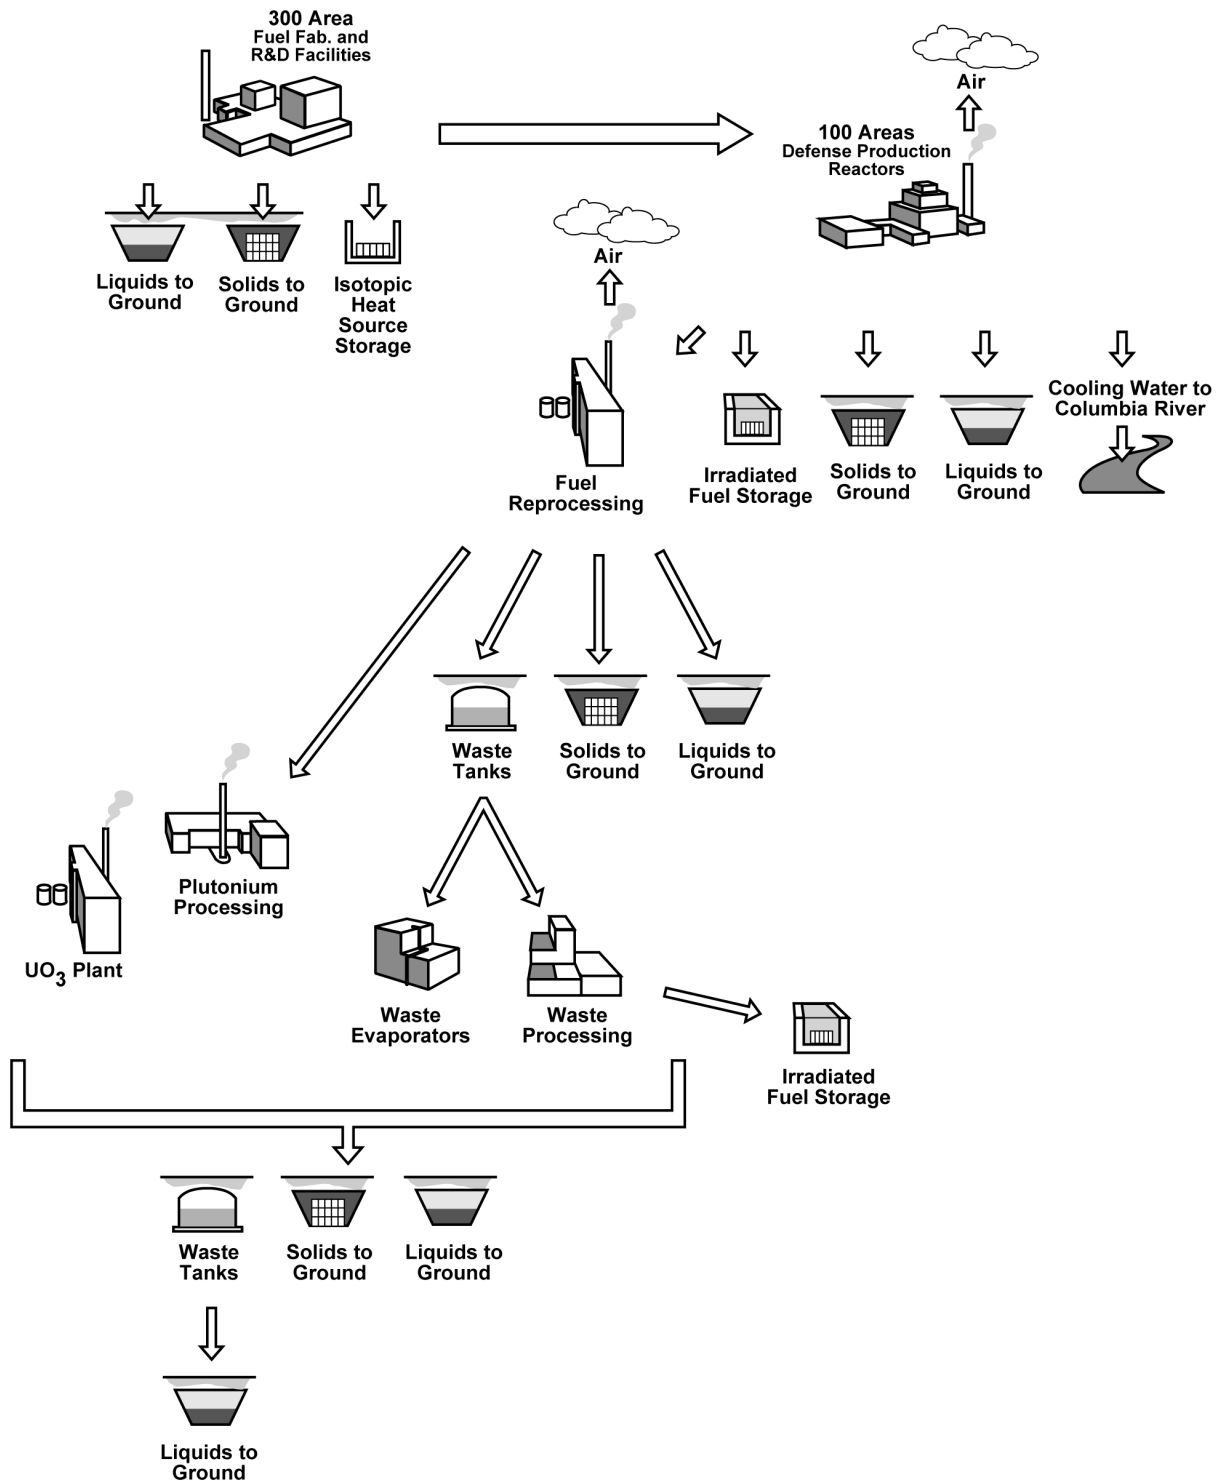 300 Area
Fuel Fab. and
R&D Facilities
Air
100 Areas
Defense Production
Reactors
Liquids to
Ground
Solids to
Ground
Isotopic
Heat
Source
Storage
Air
Fuel
Reprocessing
Irradiated
Fuel Storage
Solids to
Ground
Liquids to
Ground
Cooling Water to
Columbia River
Waste
Tanks
Solids to
Ground
Liquids to
Ground
Plutonium
Processing
UO3 Plant
Waste
Evaporators
Waste
Processing
Irradiated
Fuel Storage
Waste
Tanks
Solids to
Ground
Liquids to
Ground
Liquids to
Ground